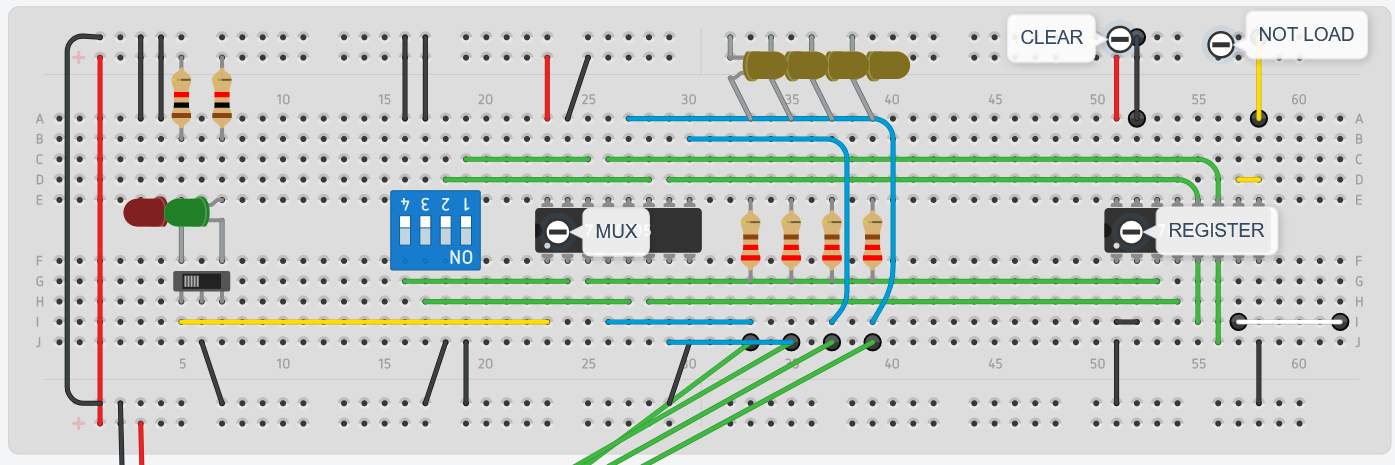 CLEAR
NOT LOAD
+
10 15 20 25 30 35 40 45 50 55 60
A A
B B
C C
D D
E E
4 3 2 1
ON
MUX
REGISTER
F F
G G
H H
I I
J J
5 10 15 20 25 30 35 40 45 50 55 60
+